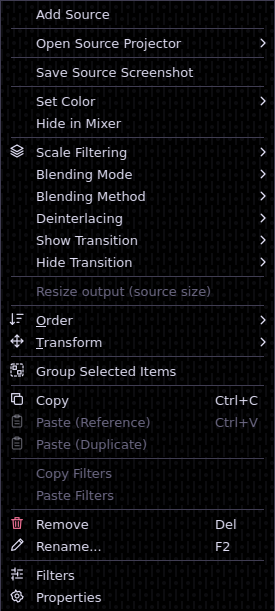 Add Source
Open Source Projector
Save Source Screenshot
Set Color
Hide in Mixer
Scale Filtering
Blending Mode
Blending Method
Deinterlacing
Show Transition
Hide Transition
Resize output (source size)
Order
Transform
Group Selected Items
Copy Ctrl+C
Paste (Reference) Ctrl+V
Paste (Duplicate)
Copy Filters
Paste Filters
Remove Del
Rename... F2
Filters
Properties